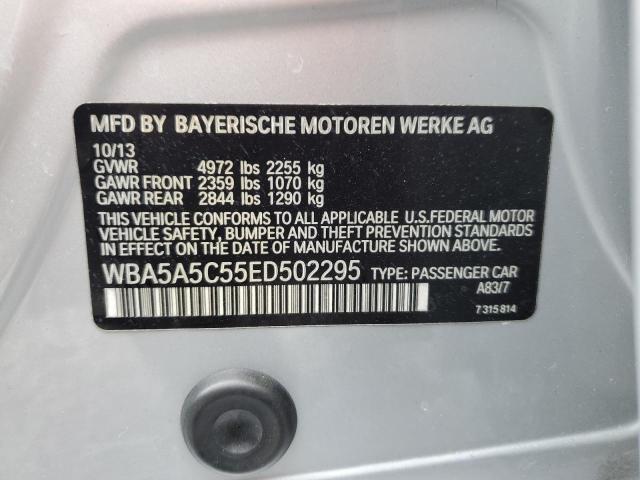 MFD BY BAYERISCHE MOTOREN WERKE AG
10/13
GVWR 4972 lbs 2255 kg
GAWR FRONT 2359 lbs 1070 kg
GAWR REAR 2844 lbs 1290 kg
THIS VEHICLE CONFORMS TO ALL APPLICABLE U.S. FEDERAL MOTOR
VEHICLE SAFETY, BUMPER AND THEFT PREVENTION STANDARDS
IN EFFECT ON THE DATE OF MANUFACTURE SHOWN ABOVE.
WBA5A5C55ED502295 TYPE: PASSENGER CAR
A83/7
7315814